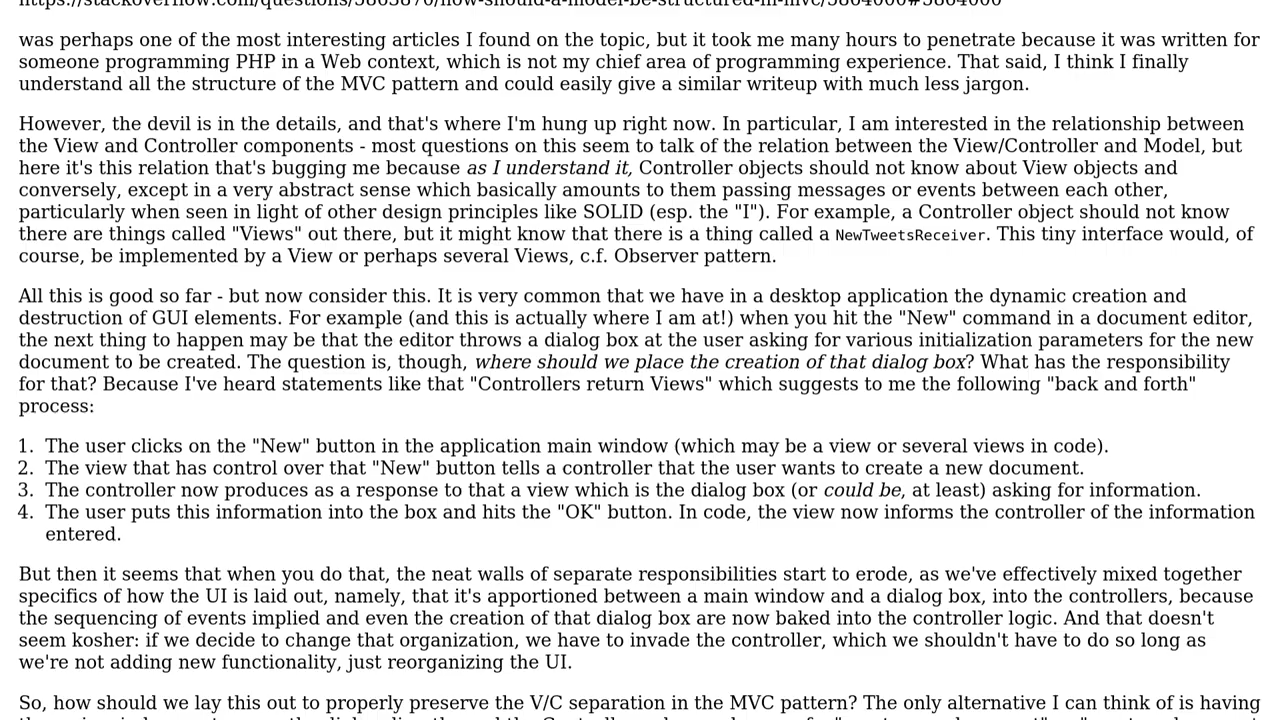 https://stackoverflow.com/questions/5863870/how-should-a-model-be-structured-in-mvc/5864000#5864000
was perhaps one of the most interesting articles I found on the topic, but it took me many hours to penetrate because it was written for
someone programming PHP in a Web context, which is not my chief area of programming experience. That said, I think I finally
understand all the structure of the MVC pattern and could easily give a similar writeup with much less jargon.
However, the devil is in the details, and that's where I'm hung up right now. In particular, I am interested in the relationship between
the View and Controller components - most questions on this seem to talk of the relation between the View/Controller and Model, but
here it's this relation that's bugging me because as I understand it, Controller objects should not know about View objects and
conversely, except in a very abstract sense which basically amounts to them passing messages or events between each other,
particularly when seen in light of other design principles like SOLID (esp. the "I"). For example, a Controller object should not know
there are things called "Views" out there, but it might know that there is a thing called a NewTweetsReceiver. This tiny interface would, of
course, be implemented by a View or perhaps several Views, c.f. Observer pattern.
All this is good so far - but now consider this. It is very common that we have in a desktop application the dynamic creation and
destruction of GUI elements. For example (and this is actually where I am at!) when you hit the "New" command in a document editor,
the next thing to happen may be that the editor throws a dialog box at the user asking for various initialization parameters for the new
document to be created. The question is, though, where should we place the creation of that dialog box? What has the responsibility
for that? Because I've heard statements like that "Controllers return Views" which suggests to me the following "back and forth"
process:
1. The user clicks on the "New" button in the application main window (which may be a view or several views in code).
2. The view that has control over that "New" button tells a controller that the user wants to create a new document.
3. The controller now produces as a response to that a view which is the dialog box (or could be, at least) asking for information.
4. The user puts this information into the box and hits the "OK" button. In code, the view now informs the controller of the information
entered.
But then it seems that when you do that, the neat walls of separate responsibilities start to erode, as we've effectively mixed together
specifics of how the UI is laid out, namely, that it's apportioned between a main window and a dialog box, into the controllers, because
the sequencing of events implied and even the creation of that dialog box are now baked into the controller logic. And that doesn't
seem kosher: if we decide to change that organization, we have to invade the controller, which we shouldn't have to do so long as
we're not adding new functionality, just reorganizing the UI.
So, how should we lay this out to properly preserve the V/C separation in the MVC pattern? The only alternative I can think of is having